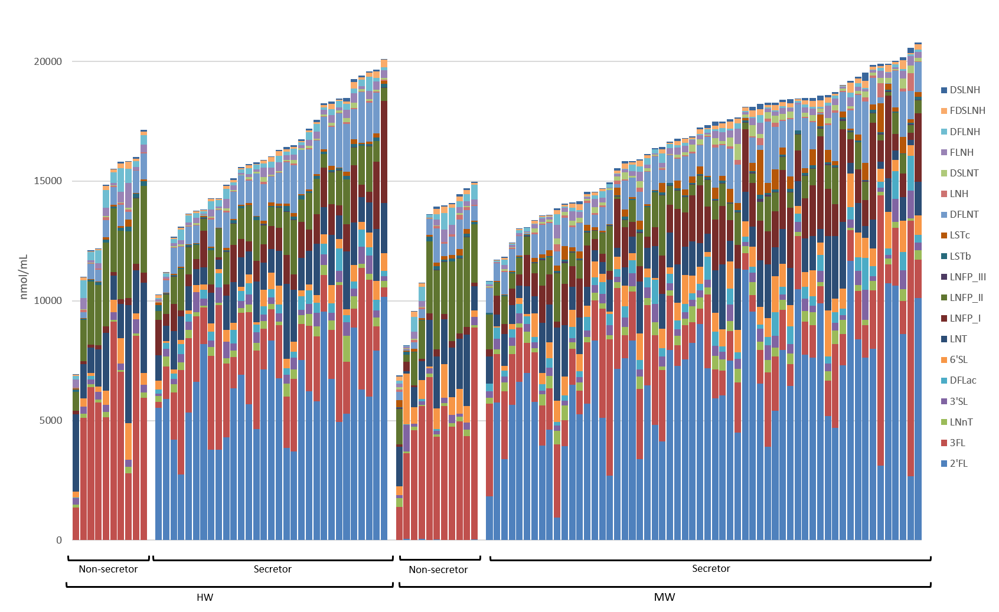 20000
15000
10000
5000
0
nmol/mL
DSLNH
FDSLNH
DFLNH
FLNH
DSLNT
LNH
DFLNT
LSTc
LSTb
LNFP_III
LNFP_II
LNFP_I
LNT
6'SL
DFLac
3'SL
LNnT
3FL
2'FL
Non-secretor
Secretor
Non-secretor
Secretor
HW
MW